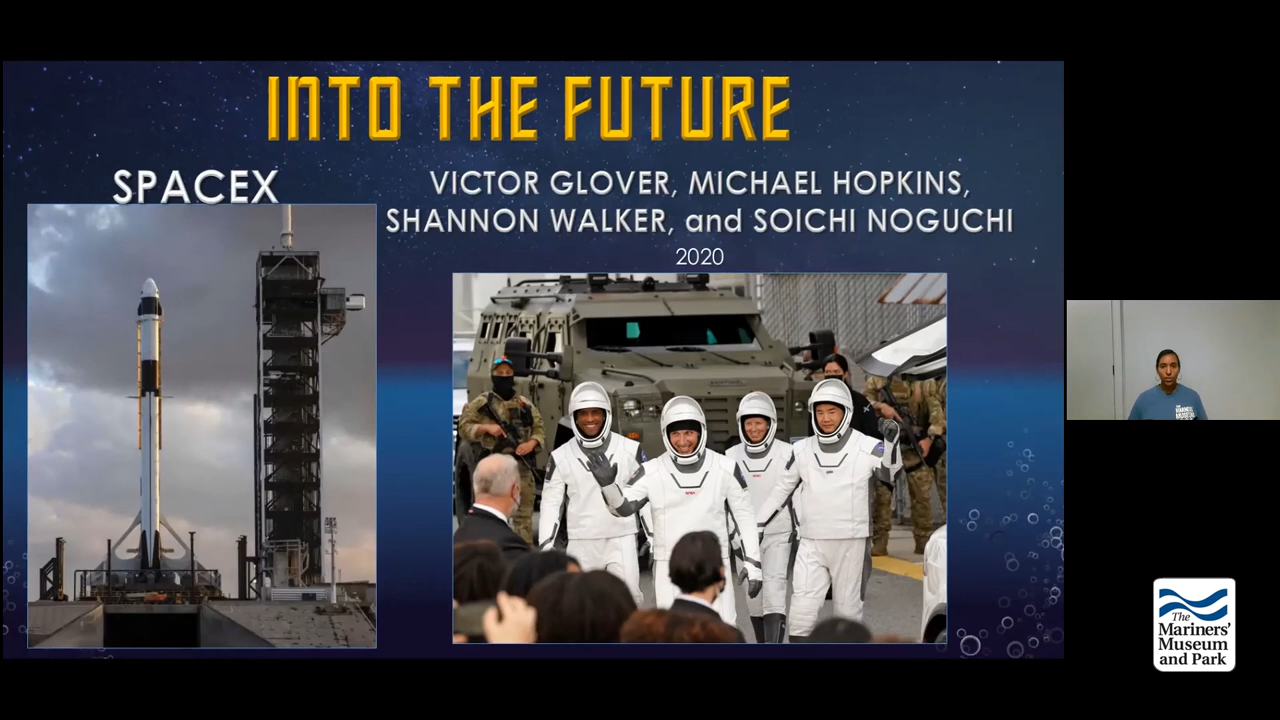 INTO THE FUTURE
SPACEX
VICTOR GLOVER, MICHAEL HOPKINS,
SHANNON WALKER, and SOICHI NOGUCHI
2020
The
Mariners'
Museum
and Park